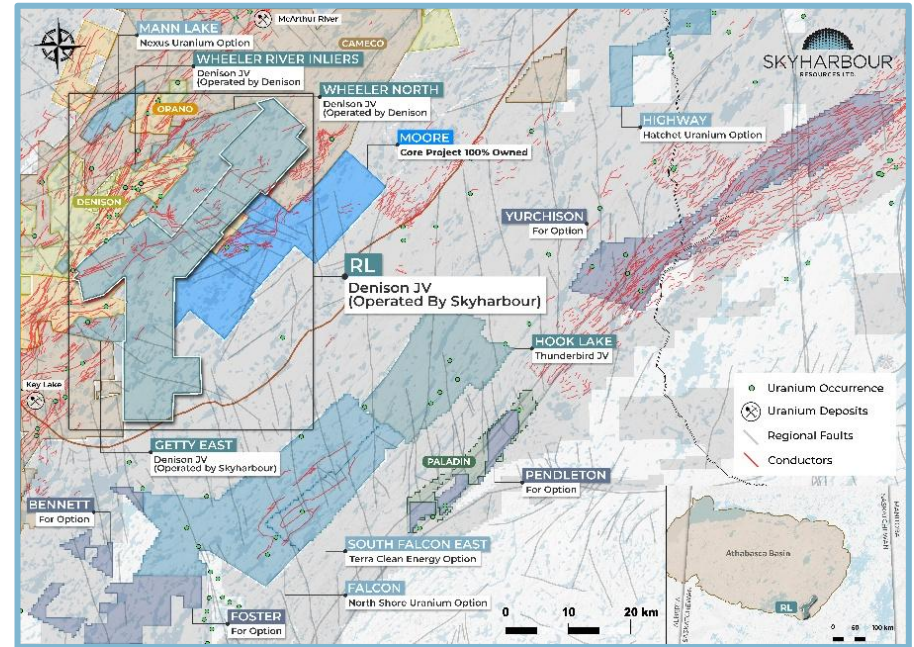 McArthur River
MANN LAKE
Nexus Uranium Option
CAMECO
WHEELER RIVER INLIERS
Denison JV
(Operated by Denison
ORANO
WHEELER NORTH
Denison JV
(Operated by Denison)
MOORE
Core Project 100% Owned
SKYHARBOUR
RESOURCES LTD.
HIGHWAY
Hatchet Uranium Option
DENISON
YURCHISON
For Option
RL
Denison JV
(Operated By Skyharbour)
HOOK LAKE
Thunderbird JV
Key Lake
GETTY EAST
Denison JV
(Operated by Skyharbour)
PALADIN
PENDLETON
For Option
BENNETT
For Option
SOUTH FALCON EAST
Terra Clean Energy Option
FALCON
North Shore Uranium Option
FOSTER
For Option
0 10 20 km
Uranium Occurrence
Uranium Deposits
Regional Faults
Conductors
Athabasca Basin
RL
ALBERTA
SASKATCHEWAN
SASKATCHEWAN
MANITOBA
0 50 100 km